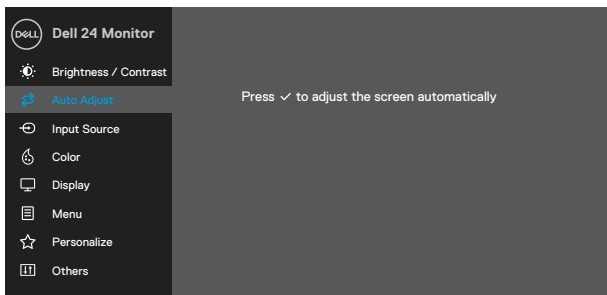 DELL Dell 24 Monitor
Brightness / Contrast
Auto Adjust
Press ✓ to adjust the screen automatically
Input Source
Color
Display
Menu
Personalize
Others